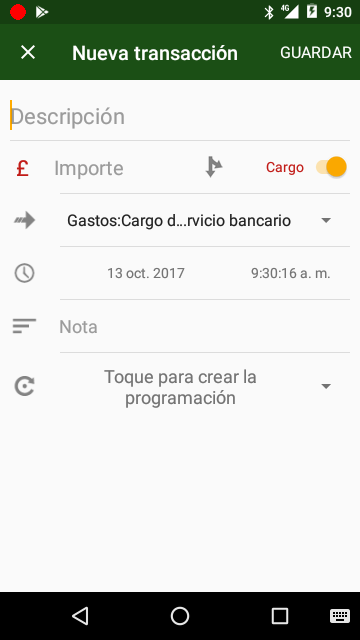 4G 9:30
Nueva transacción GUARDAR
Descripción
£ Importe Cargo
Gastos:Cargo d...rvicio bancario
13 oct. 2017 9:30:16 a. m.
Nota
Toque para crear la
programación